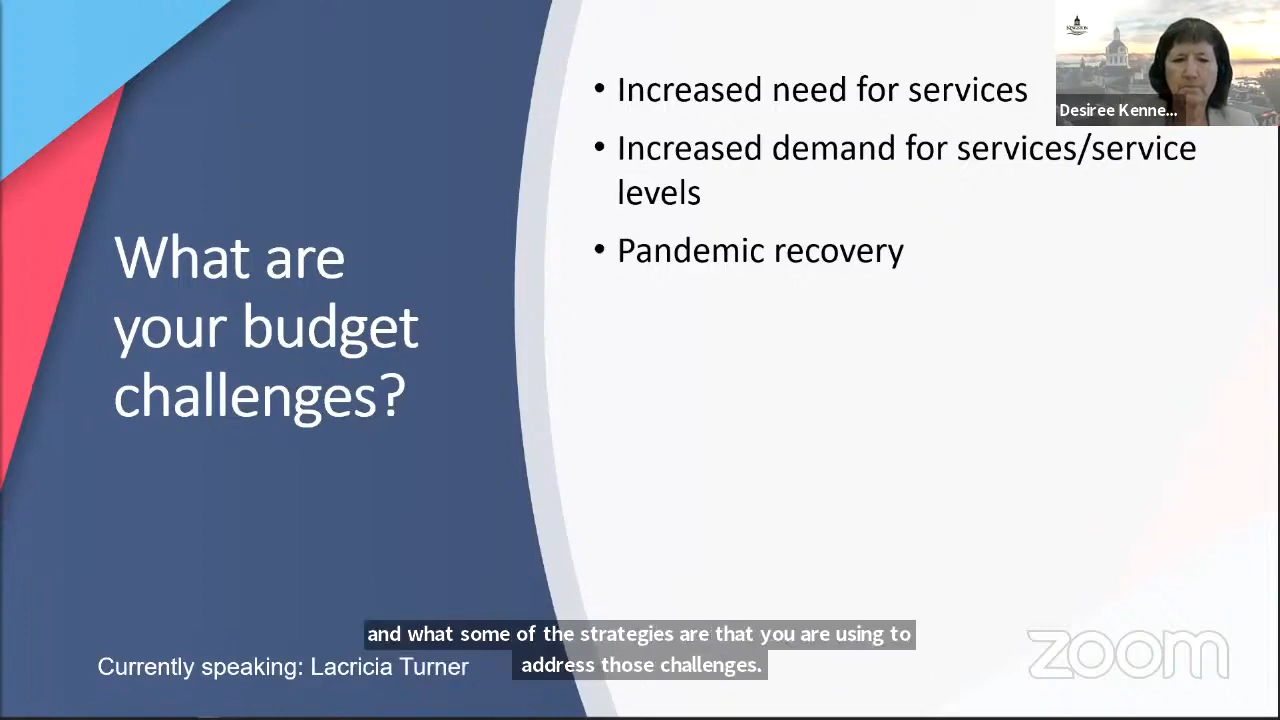 What are
your budget
challenges?
• Increased need for services
• Increased demand for services/service
levels
• Pandemic recovery
Desiree Kenne...
and what some of the strategies are that you are using to
address those challenges.
Currently speaking: Lacricia Turner
zoom